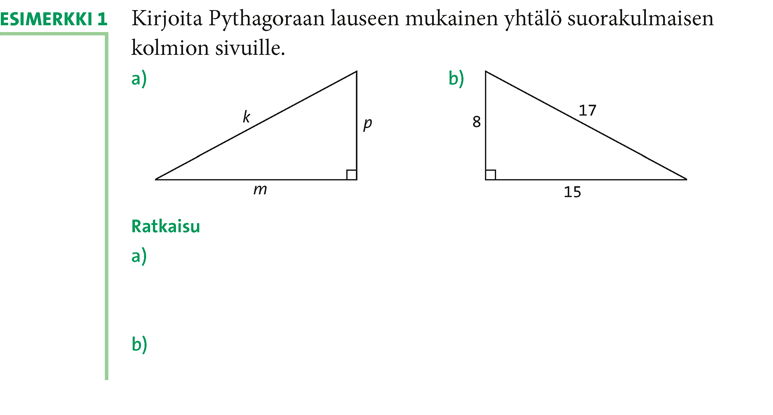 ESIMERKKI 1 Kirjoita Pythagoraan lauseen mukainen yhtälö suorakulmaisen
kolmion sivuille.
a) b)
k p 8 17
m 15
Ratkaisu
a)
b)